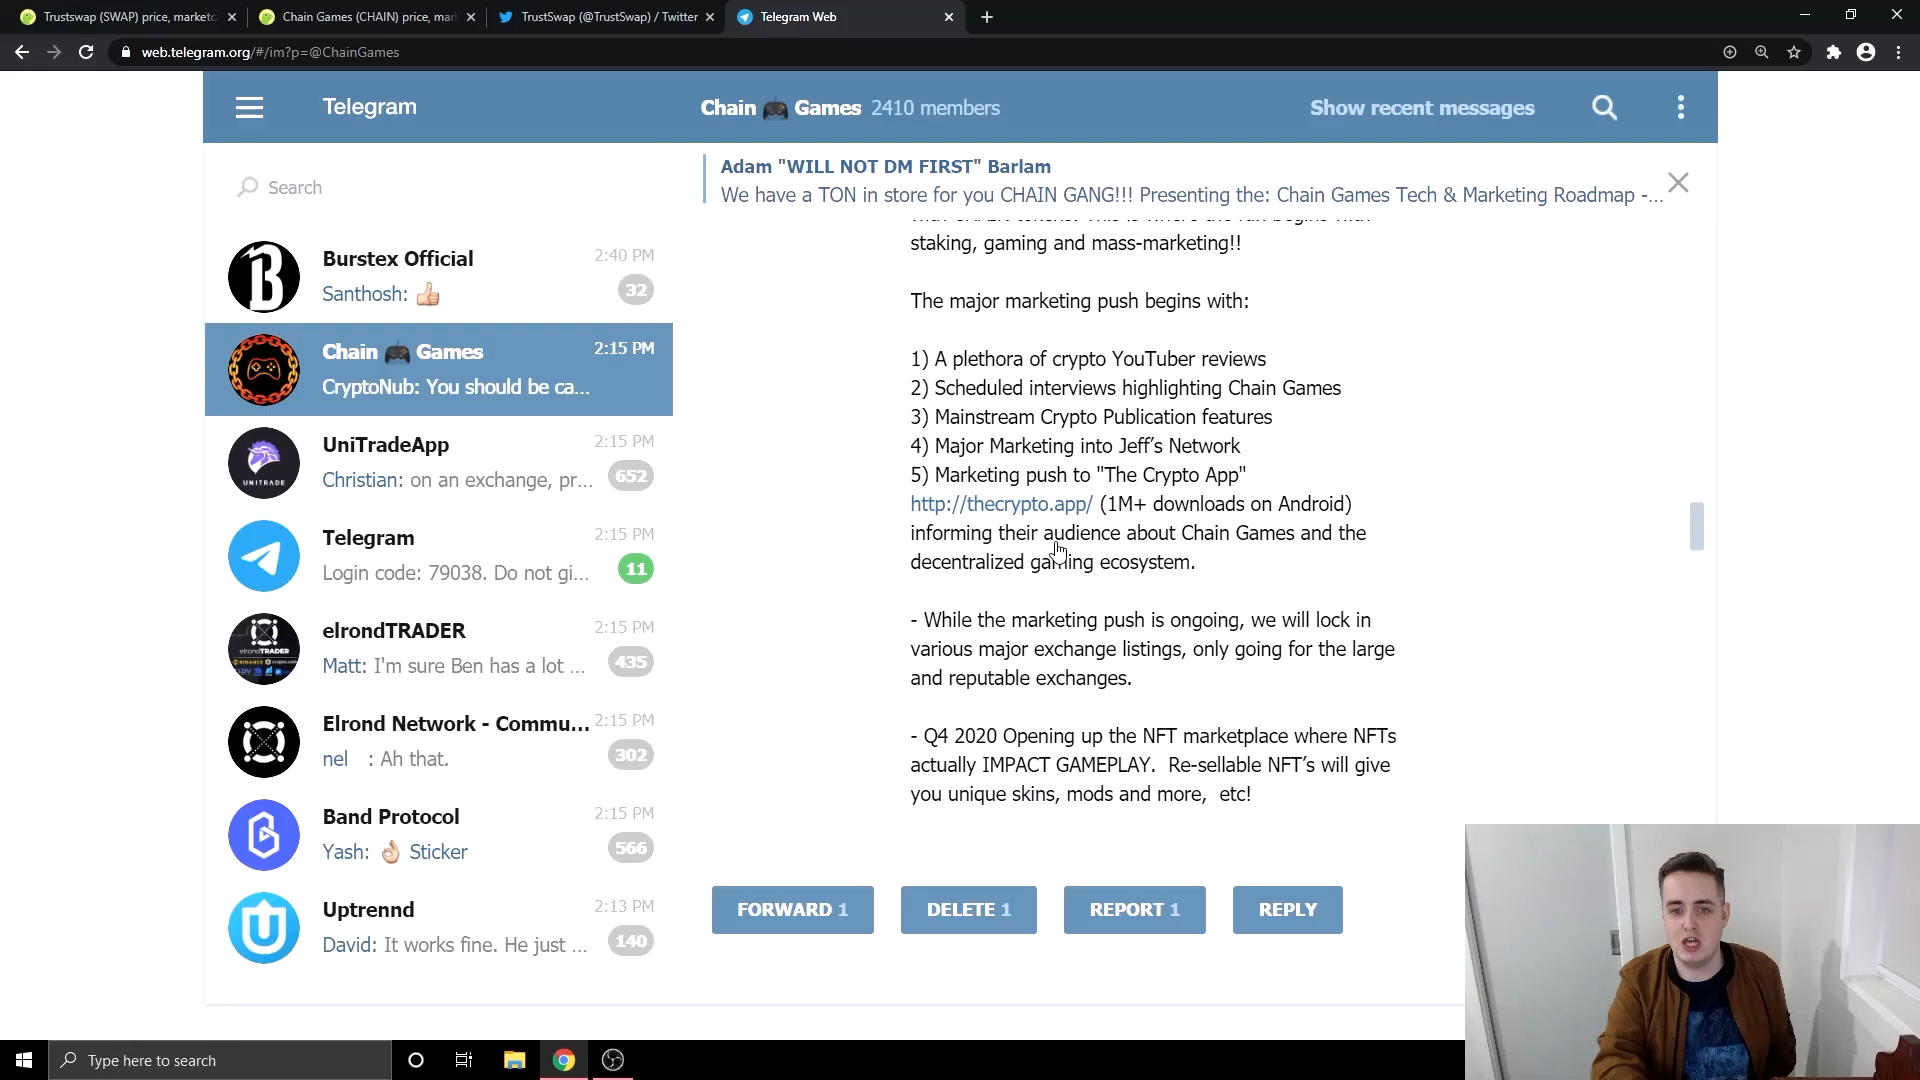 Trustswap (SWAP) price, marketc
Chain Games (CHAIN) price, mar
TrustSwap (@TrustSwap) / Twitter
Telegram Web
web.telegram.org/#/im?p=@ChainGames
Telegram
Chain 🎮 Games 2410 members
Show recent messages
Search
Adam "WILL NOT DM FIRST" Barlam
We have a TON in store for you CHAIN GANG!!! Presenting the: Chain Games Tech & Marketing Roadmap -...
Burstex Official 2:40 PM
Santhosh: 👍🏻 32
Chain 🎮 Games 2:15 PM
CryptoNub: You should be ca...
UNITRADE
UniTradeApp 2:15 PM
Christian: on an exchange, pr... 652
Telegram 2:15 PM
Login code: 79038. Do not gi... 11
elrondTRADER
elrondTRADER 2:15 PM
Matt: I'm sure Ben has a lot ... 435
Elrond Network - Commu... 2:15 PM
nel : Ah that. 302
Band Protocol 2:15 PM
Yash: 👌🏻 Sticker 566
Uptrennd 2:13 PM
David: It works fine. He just ... 140
staking, gaming and mass-marketing!!
The major marketing push begins with:
1) A plethora of crypto YouTuber reviews
2) Scheduled interviews highlighting Chain Games
3) Mainstream Crypto Publication features
4) Major Marketing into Jeff's Network
5) Marketing push to "The Crypto App"
http://thecrypto.app/ (1M+ downloads on Android)
informing their audience about Chain Games and the
decentralized gaming ecosystem.
- While the marketing push is ongoing, we will lock in
various major exchange listings, only going for the large
and reputable exchanges.
- Q4 2020 Opening up the NFT marketplace where NFTs
actually IMPACT GAMEPLAY. Re-sellable NFT's will give
you unique skins, mods and more, etc!
FORWARD 1
DELETE 1
REPORT 1
REPLY
Type here to search